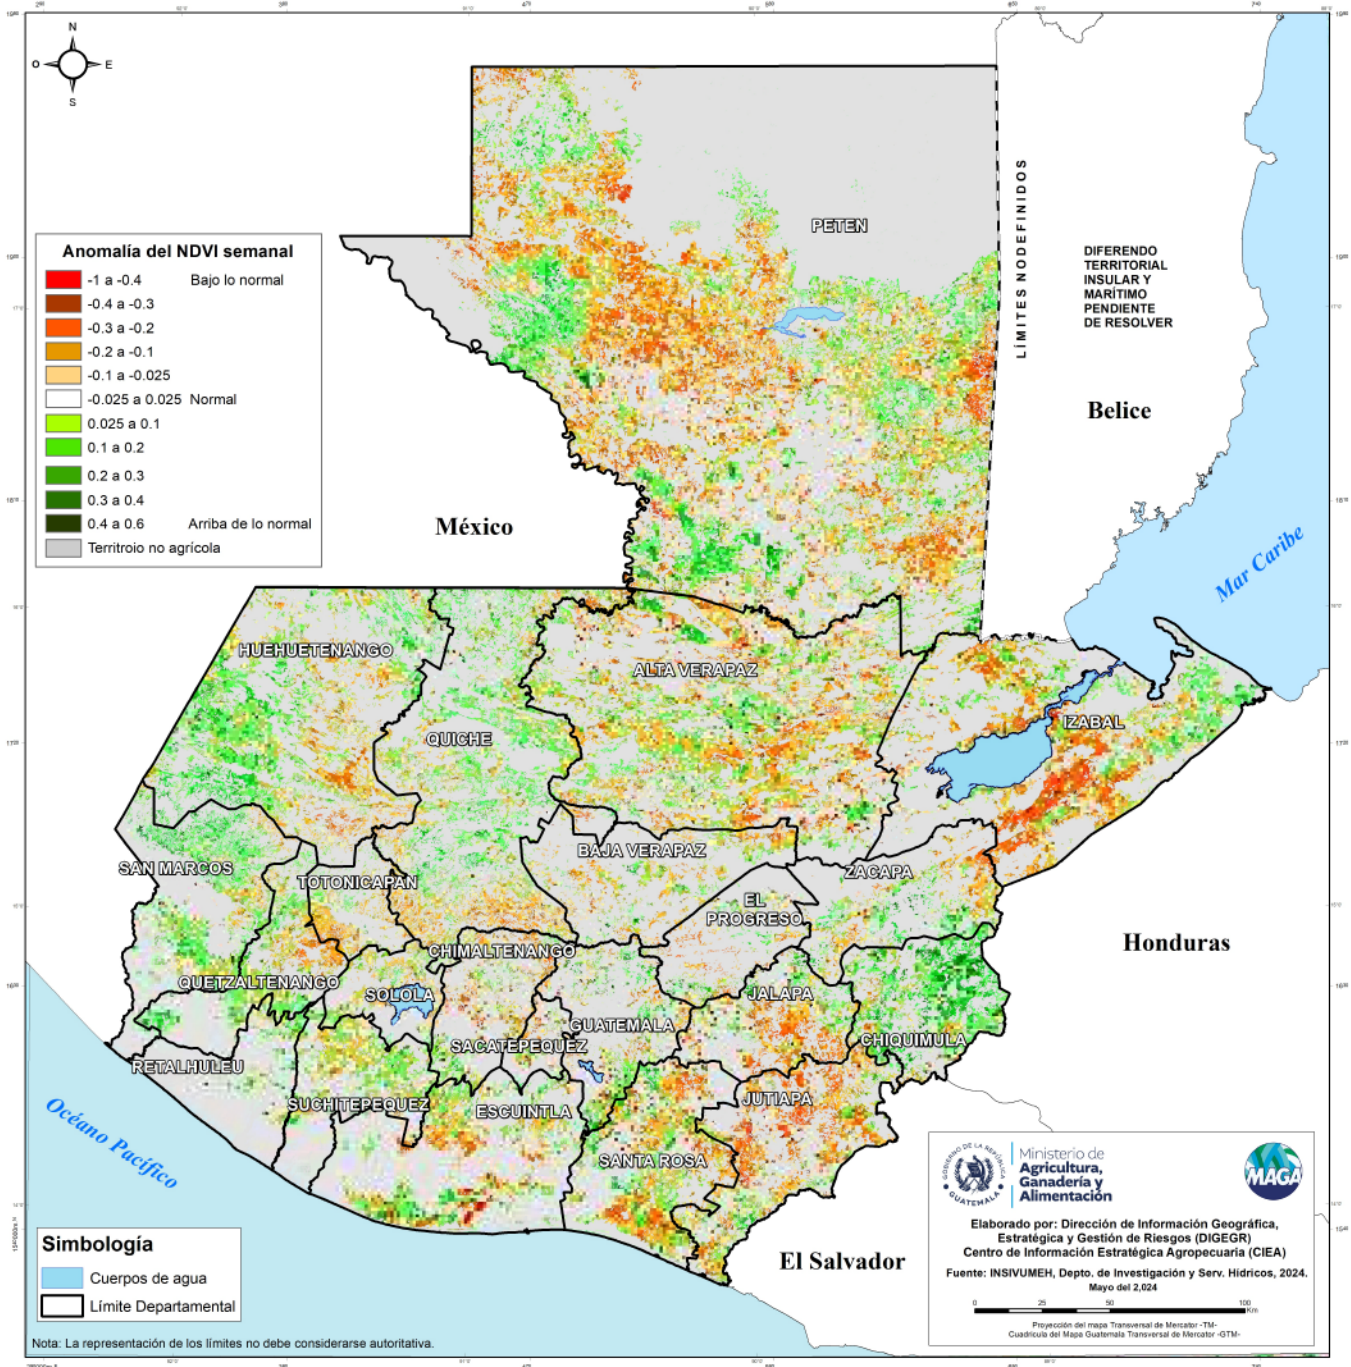 N
O
E
S
PETEN
LÍMITES NO DEFINIDOS
DIFERENDO
TERRITORIAL
INSULAR Y
MARÍTIMO
PENDIENTE
DE RESOLVER
Anomalía del NDVI semanal
-1 a -0.4 Bajo lo normal
-0.4 a -0.3
-0.3 a -0.2
-0.2 a -0.1
-0.1 a -0.025
-0.025 a 0.025 Normal
0.025 a 0.1
0.1 a 0.2
0.2 a 0.3
0.3 a 0.4
0.4 a 0.6 Arriba de lo normal
Territroio no agrícola
Belice
México
Mar Caribe
HUEHUETENANGO
ALTA VERAPAZ
QUICHE
IZABAL
SAN MARCOS
BAJA VERAPAZ
TOTONICAPAN
ZACAPA
EL
PROGRESO
Honduras
CHIMALTENANGO
QUETZALTENANGO
SOLOLA
JALAPA
GUATEMALA
SACATEPEQUEZ
CHIQUIMULA
RETALHULEU
SUCHITEPEQUEZ
ESCUINTLA
JUTIAPA
SANTA ROSA
Océano Pacífico
El Salvador
Simbología
Cuerpos de agua
Límite Departamental
Nota: La representación de los límites no debe considerarse autoritativa.
GOBIERNO DE LA REPÚBLICA
GUATEMALA
Ministerio de
Agricultura,
Ganadería y
Alimentación
MAGA
Elaborado por: Dirección de Información Geográfica,
Estratégica y Gestión de Riesgos (DIGEGR)
Centro de Información Estratégica Agropecuaria (CIEA)
Fuente: INSIVUMEH, Depto. de Investigación y Serv. Hídricos, 2024.
Mayo del 2,024
0 25 50 100
Km
Proyección del mapa Transversal de Mercator -TM-
Cuadrícula del Mapa Guatemala Transversal de Mercator -GTM-